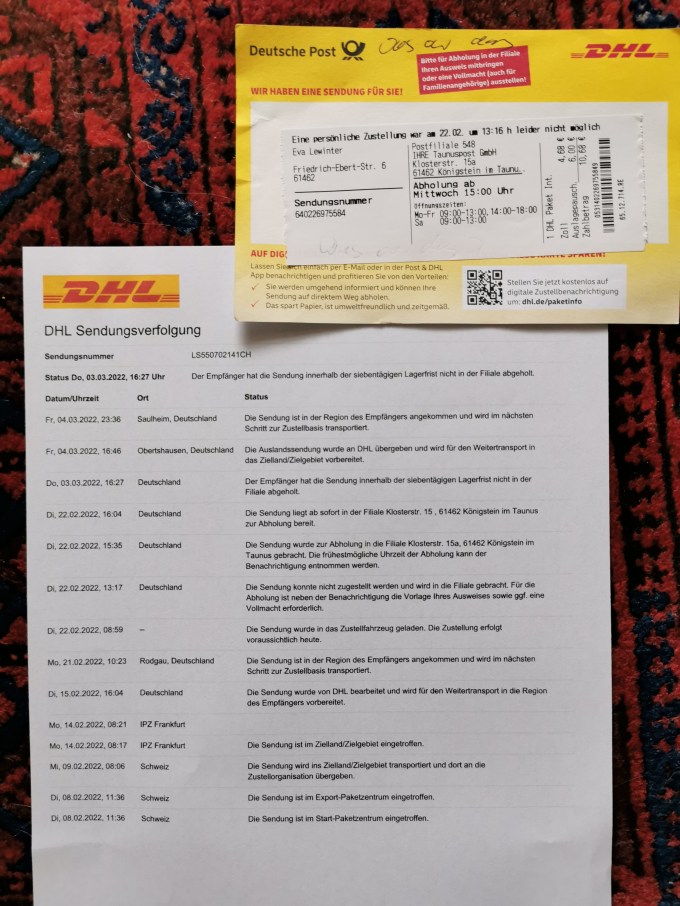 Deutsche Post
DHL
Bitte für Abholung in der Filiale
Ihren Ausweis mitbringen
oder eine Vollmacht (auch für
Familienangehörige) ausstellen!
WIR HABEN EINE SENDUNG FÜR SIE!
Eine persönliche Zustellung war am 22.02. um 13:16 h leider nicht möglich
Eva Lewinter
Friedrich-Ebert-Str. 6
61462
Sendungsnummer
640226975584
Postfiliale 548
IHRE Taunuspost GmbH
Klosterstr. 15a
61462 Königstein im Taunu.
Abholung ab
Mittwoch 15:00 Uhr
Öffnungszeiten:
Mo-Fr 09:00-13:00, 14:00-18:00
Sa 09:00-13:00
1 DHL Paket Int.
Zoll 4,68 €
Auslagepausch. 6,00 €
Zahlbetrag 10,68 €
65.12.714.RE
AUF DIG
SPAREN!
Lassen Sie sich einfach per E-Mail oder in der Post & DHL
App benachrichtigen und profitieren Sie von den Vorteilen:
Sie werden umgehend informiert und können Ihre
Sendung auf direktem Weg abholen.
Das spart Papier, ist umweltfreundlich und zeitgemäß.
Stellen Sie jetzt kostenlos auf
digitale Zustellbenachrichtigung
um: dhl.de/paketinfo
DHL
DHL Sendungsverfolgung
Sendungsnummer LS550702141CH
Status Do, 03.03.2022, 16:27 Uhr Der Empfänger hat die Sendung innerhalb der siebentägigen Lagerfrist nicht in der Filiale abgeholt.
Datum/Uhrzeit Ort Status
Fr, 04.03.2022, 23:36 Saulheim, Deutschland Die Sendung ist in der Region des Empfängers angekommen und wird im nächsten
Schritt zur Zustellbasis transportiert.
Fr, 04.03.2022, 16:46 Obertshausen, Deutschland Die Auslandssendung wurde an DHL übergeben und wird für den Weitertransport in
das Zielland/Zielgebiet vorbereitet.
Do, 03.03.2022, 16:27 Deutschland Der Empfänger hat die Sendung innerhalb der siebentägigen Lagerfrist nicht in der
Filiale abgeholt.
Di, 22.02.2022, 16:04 Deutschland Die Sendung liegt ab sofort in der Filiale Klosterstr. 15 , 61462 Königstein im Taunus
zur Abholung bereit.
Di, 22.02.2022, 15:35 Deutschland Die Sendung wurde zur Abholung in die Filiale Klosterstr. 15a, 61462 Königstein im
Taunus gebracht. Die frühestmögliche Uhrzeit der Abholung kann der
Benachrichtigung entnommen werden.
Di, 22.02.2022, 13:17 Deutschland Die Sendung konnte nicht zugestellt werden und wird in die Filiale gebracht. Für die
Abholung ist neben der Benachrichtigung die Vorlage Ihres Ausweises sowie ggf. eine
Vollmacht erforderlich.
Di, 22.02.2022, 08:59 – Die Sendung wurde in das Zustellfahrzeug geladen. Die Zustellung erfolgt
voraussichtlich heute.
Mo, 21.02.2022, 10:23 Rodgau, Deutschland Die Sendung ist in der Region des Empfängers angekommen und wird im nächsten
Schritt zur Zustellbasis transportiert.
Di, 15.02.2022, 16:04 Deutschland Die Sendung wurde von DHL bearbeitet und wird für den Weitertransport in die Region
des Empfängers vorbereitet.
Mo, 14.02.2022, 08:21 IPZ Frankfurt
Mo, 14.02.2022, 08:17 IPZ Frankfurt Die Sendung ist im Zielland/Zielgebiet eingetroffen.
Mi, 09.02.2022, 08:06 Schweiz Die Sendung wird ins Zielland/Zielgebiet transportiert und dort an die
Zustellorganisation übergeben.
Di, 08.02.2022, 11:36 Schweiz Die Sendung ist im Export-Paketzentrum eingetroffen.
Di, 08.02.2022, 11:36 Schweiz Die Sendung ist im Start-Paketzentrum eingetroffen.